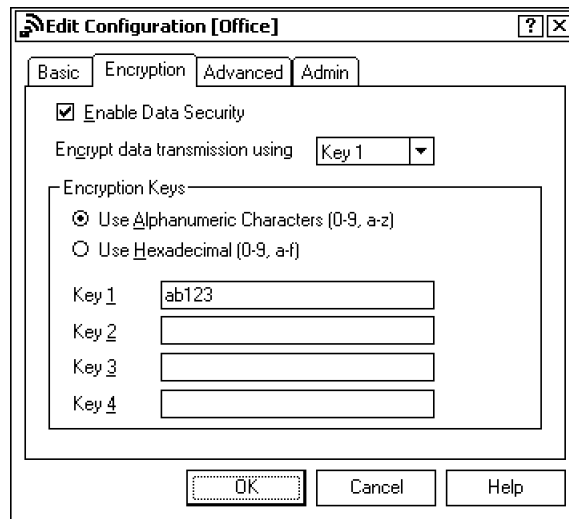 Edit Configuration [Office]
Basic Encryption Advanced Admin
Enable Data Security
Encrypt data transmission using Key 1
Encryption Keys
Use Alphanumeric Characters (0-9, a-z)
Use Hexadecimal (0-9, a-f)
Key 1 ab123
Key 2
Key 3
Key 4
OK Cancel Help